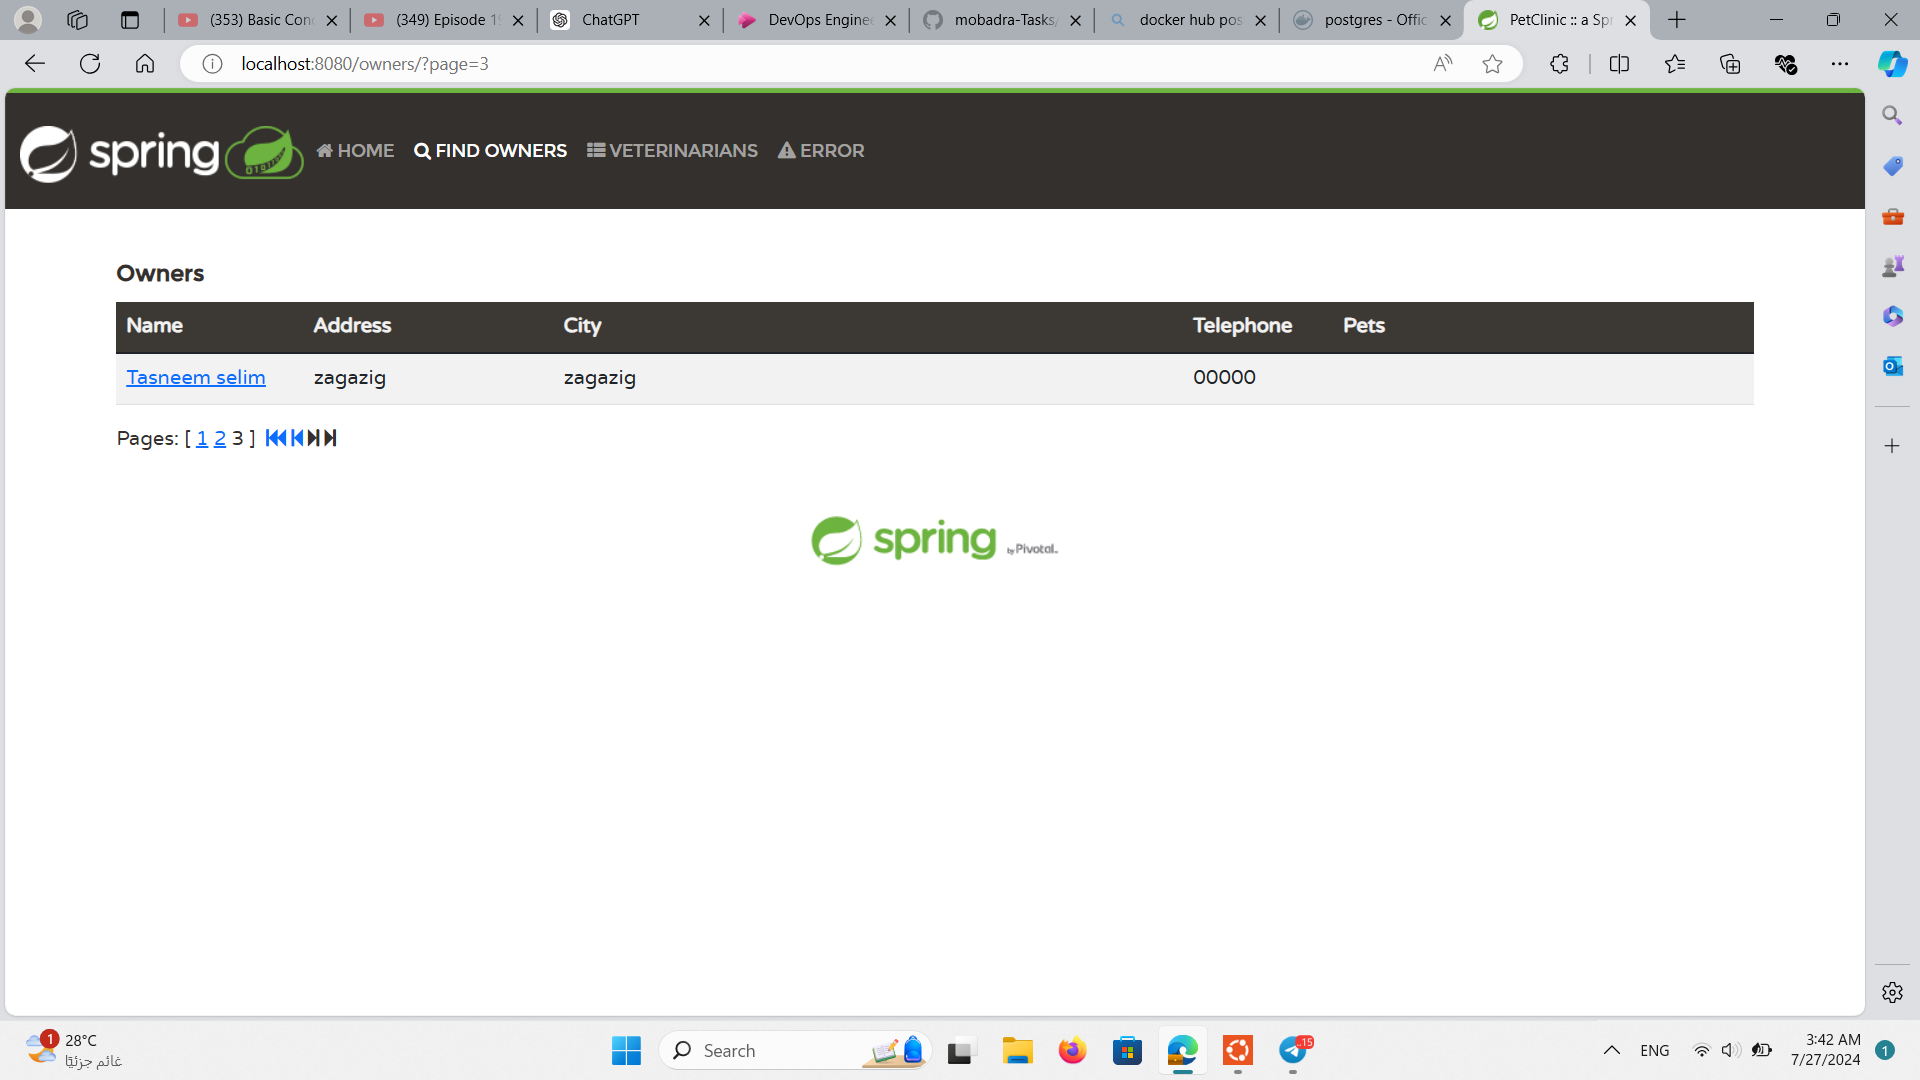 (353) Basic Con
(349) Episode 19
ChatGPT
DevOps Enginee
mobadra-Tasks/
docker hub pos
postgres - Offic
PetClinic :: a Spr
localhost:8080/owners/?page=3
spring
HOME
FIND OWNERS
VETERINARIANS
ERROR
Owners
Name Address City Telephone Pets
Tasneem selim zagazig zagazig 00000
Pages: [ 1 2 3 ]
spring by Pivotal.
1
28°C
غائم جزئيًا
Search
15
ENG
3:42 AM
7/27/2024
1